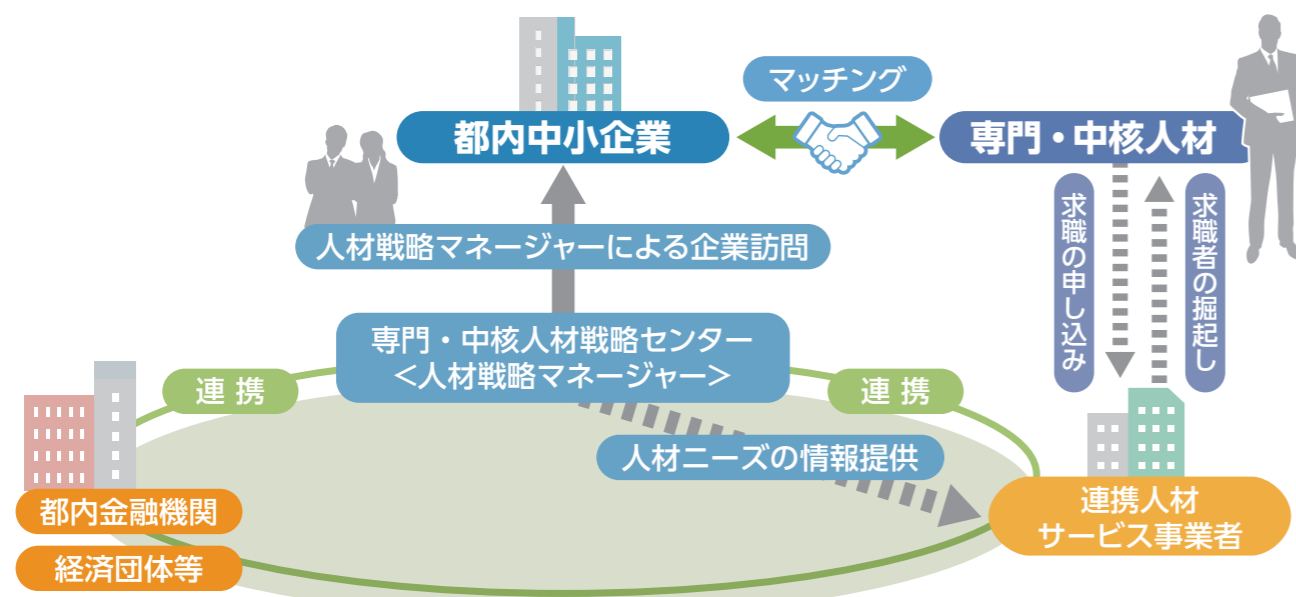 マッチング
都内中小企業
専門・中核人材
求職の申し込み
求職者の掘起し
人材戦略マネージャーによる企業訪問
専門・中核人材戦略センター
＜人材戦略マネージャー＞
連 携
連 携
人材ニーズの情報提供
都内金融機関
経済団体等
連携人材
サービス事業者